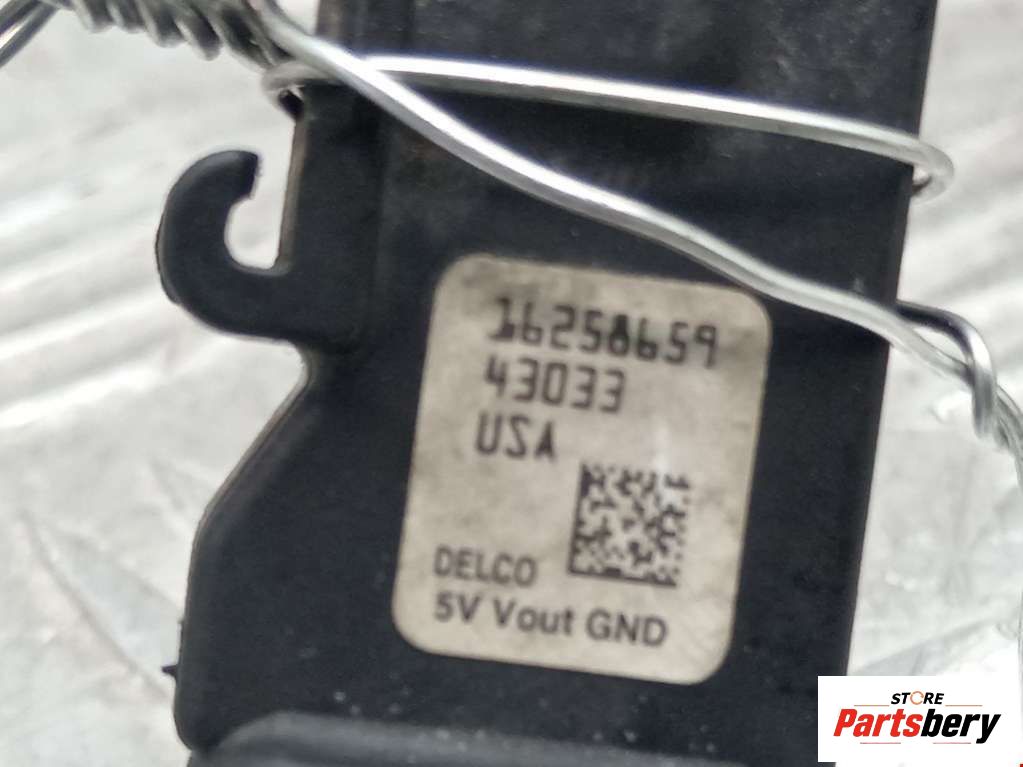 16258659
43033
USA
DELCO
5V Vout GND
STORE
Partsbery